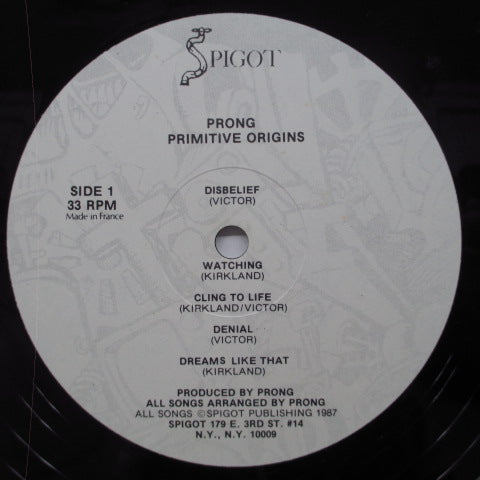 SPIGOT
PRONG
PRIMITIVE ORIGINS
SIDE 1
33 RPM
Made in France
DISBELIEF
(VICTOR)
WATCHING
(KIRKLAND)
CLING TO LIFE
(KIRKLAND/VICTOR)
DENIAL
(VICTOR)
DREAMS LIKE THAT
(KIRKLAND)
PRODUCED BY PRONG
ALL SONGS ARRANGED BY PRONG
ALL SONGS ©SPIGOT PUBLISHING 1987
SPIGOT 179 E. 3RD ST. #14
N.Y., N.Y. 10009